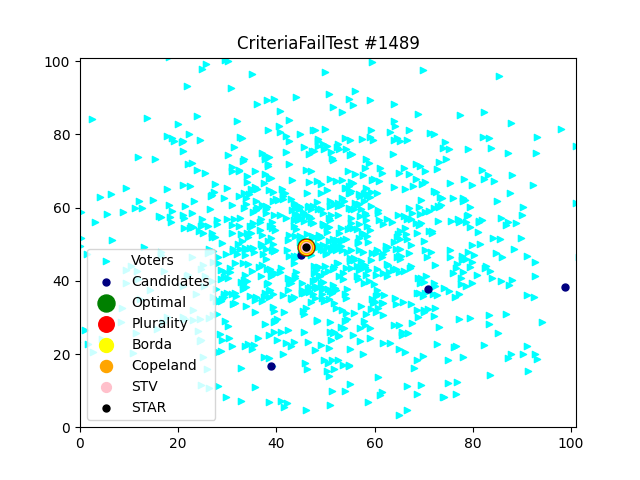 CriteriaFailTest #1489
100
80
60
40
20
0
Voters
Candidates
Optimal
Plurality
Borda
Copeland
STV
STAR
0 20 40 60 80 100